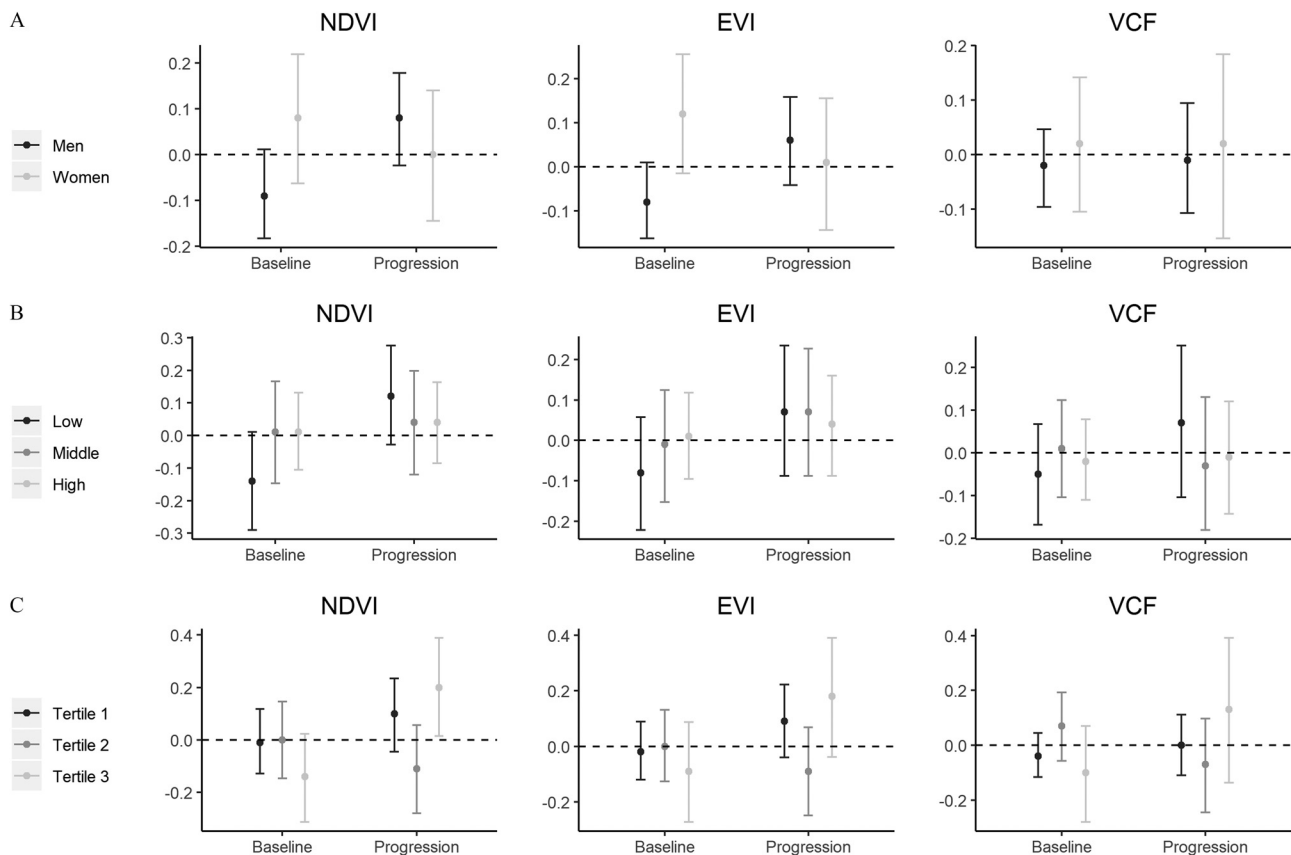 A
NDVI
EVI
VCF
Men
Women
0.2
0.1
0.0
-0.1
-0.2
Baseline
Progression
0.2
0.1
0.0
-0.1
Baseline
Progression
0.2
0.1
0.0
-0.1
Baseline
Progression
B
NDVI
EVI
VCF
Low
Middle
High
0.3
0.2
0.1
0.0
-0.1
-0.2
-0.3
Baseline
Progression
0.2
0.1
0.0
-0.1
-0.2
Baseline
Progression
0.2
0.1
0.0
-0.1
-0.2
Baseline
Progression
C
NDVI
EVI
VCF
Tertile 1
Tertile 2
Tertile 3
0.4
0.2
0.0
-0.2
Baseline
Progression
0.4
0.2
0.0
-0.2
Baseline
Progression
0.4
0.2
0.0
-0.2
Baseline
Progression